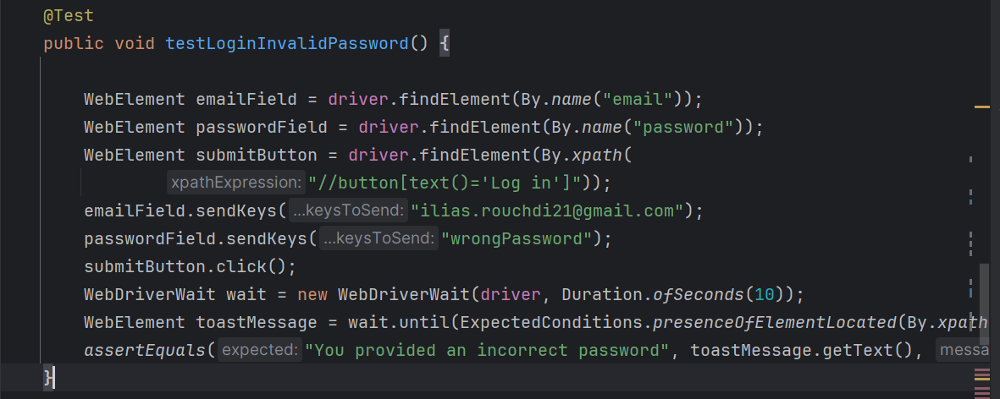 @Test
public void testLoginInvalidPassword() {
WebElement emailField = driver.findElement(By.name("email"));
WebElement passwordField = driver.findElement(By.name("password"));
WebElement submitButton = driver.findElement(By.xpath(
xpathExpression: "//button[text()='Log in']"));
emailField.sendKeys( ...keysToSend: "ilias.rouchdi21@gmail.com");
passwordField.sendKeys( ...keysToSend: "wrongPassword");
submitButton.click();
WebDriverWait wait = new WebDriverWait(driver, Duration.ofSeconds(10));
WebElement toastMessage = wait.until(ExpectedConditions.presenceOfElementLocated(By.xpath
assertEquals( expected: "You provided an incorrect password", toastMessage.getText(), messa
}